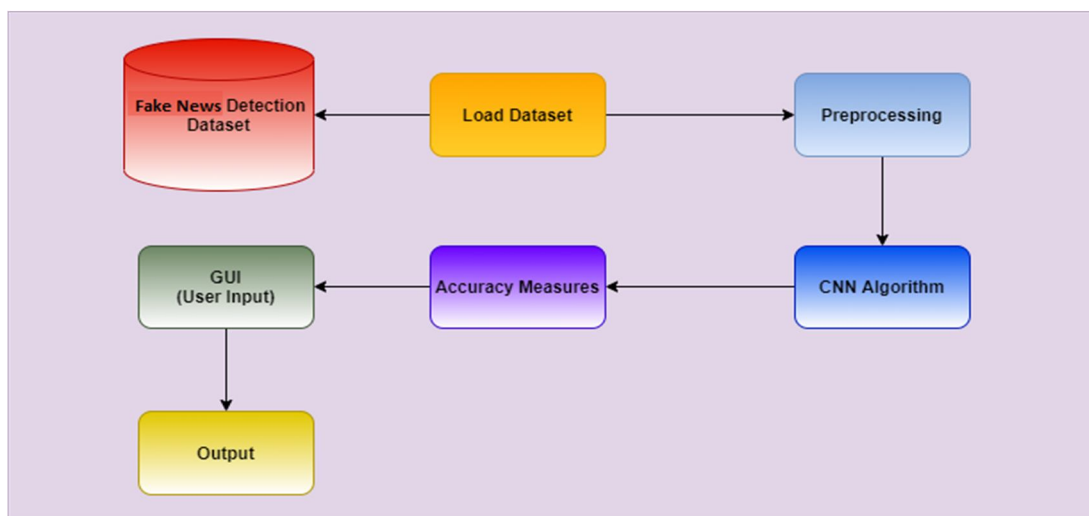 Fake News Detection
Dataset
Load Dataset
Preprocessing
GUI
(User Input)
Accuracy Measures
CNN Algorithm
Output